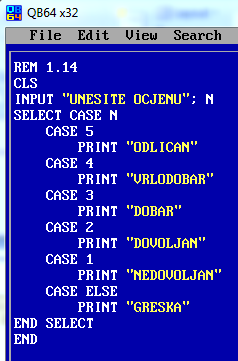 QB64 x32
File Edit View Search
REM 1.14
CLS
INPUT "UNESITE OCJENU"; N
SELECT CASE N
    CASE 5
        PRINT "ODLICAN"
    CASE 4
        PRINT "VRLODOBAR"
    CASE 3
        PRINT "DOBAR"
    CASE 2
        PRINT "DOVOLJAN"
    CASE 1
        PRINT "NEDOVOLJAN"
    CASE ELSE
        PRINT "GRESKA"
END SELECT
END